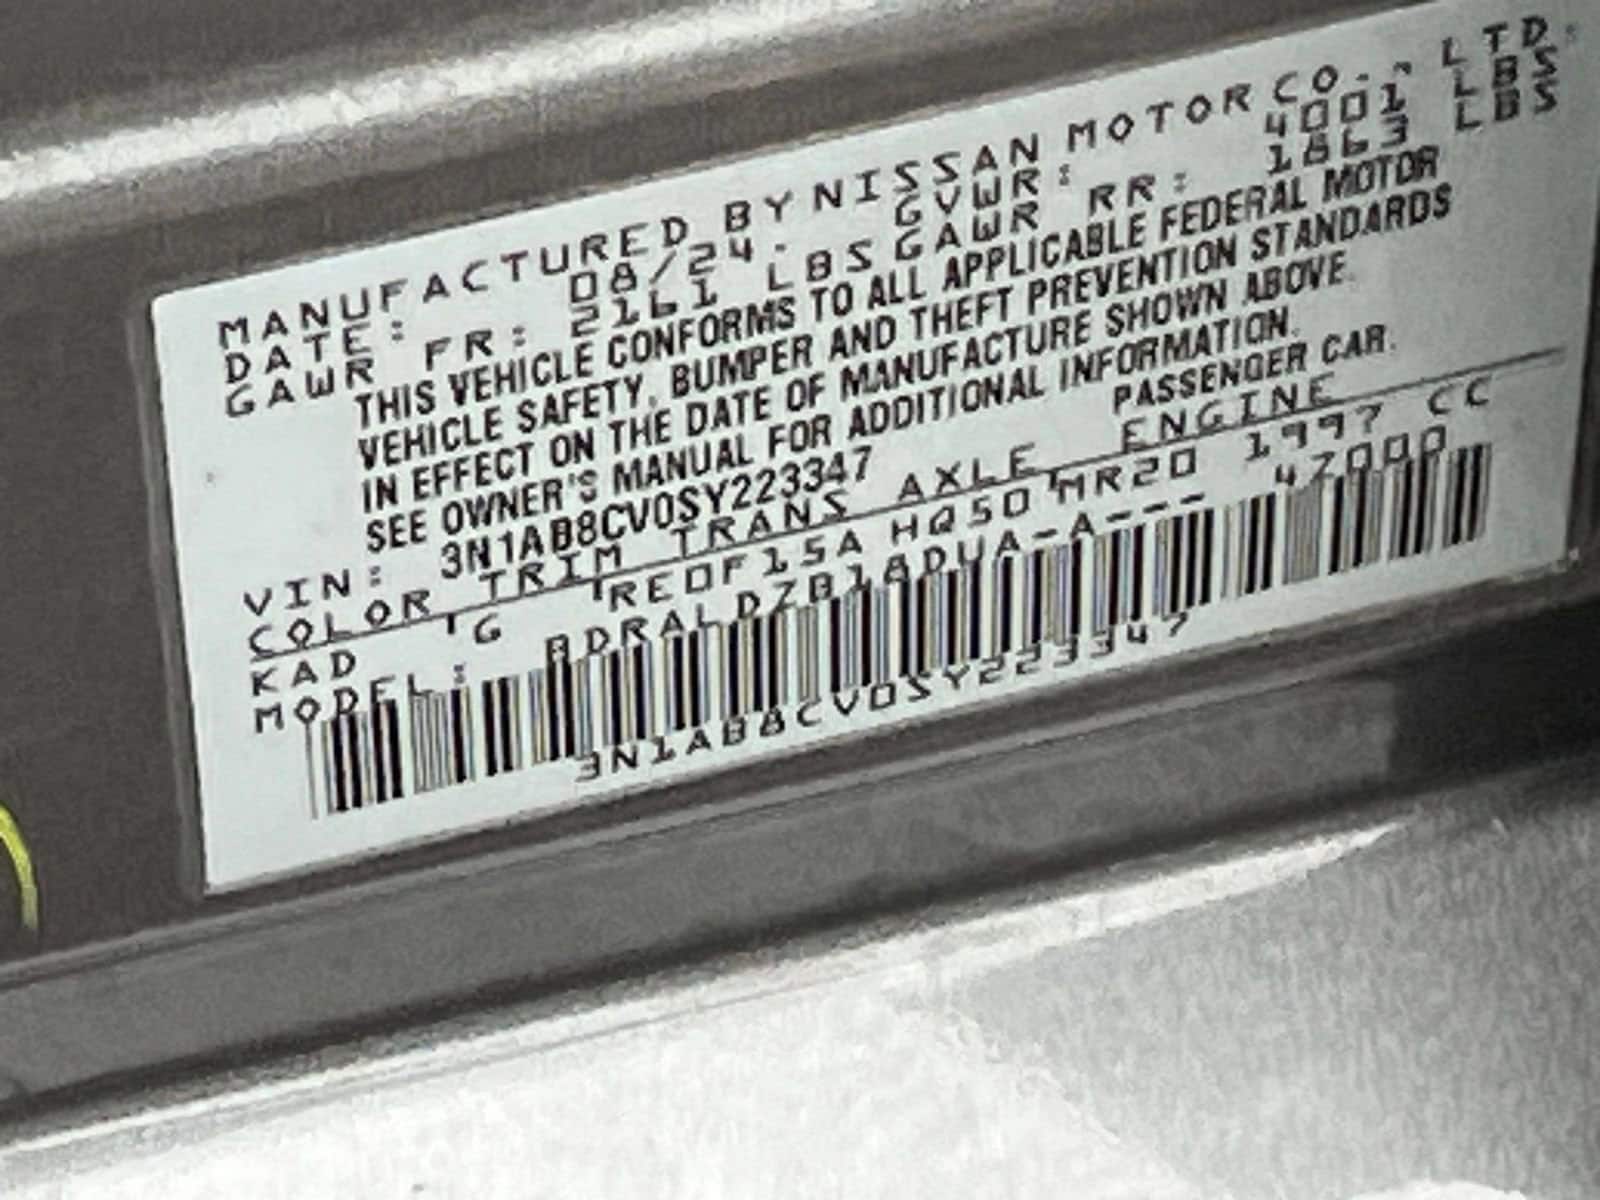 MANUFACTURED BY NISSAN MOTOR CO., LTD.
DATE: 08/24. GVWR: 4001 LBS
GAWR FR: 2161 LBS GAWR RR: 1863 LBS
THIS VEHICLE CONFORMS TO ALL APPLICABLE FEDERAL MOTOR
VEHICLE SAFETY, BUMPER AND THEFT PREVENTION STANDARDS
IN EFFECT ON THE DATE OF MANUFACTURE SHOWN ABOVE.
SEE OWNER'S MANUAL FOR ADDITIONAL INFORMATION.
VIN: 3N1AB8CV0SY223347 PASSENGER CAR.
COLOR TRIM TRANS AXLE ENGINE
KAD G RE0F15A HQ50 MR20 1997 CC
MODEL: BDRALDZB18DUA-A--- 47000
3N1AB8CV0SY223347